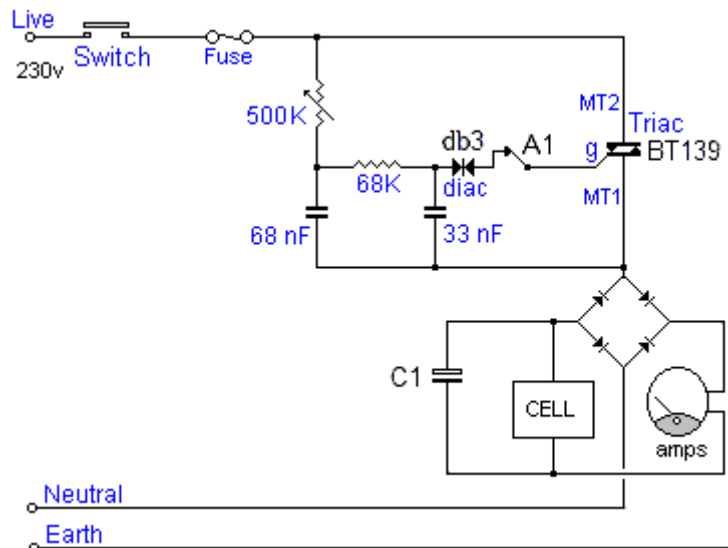 Live
230v
Switch
Fuse
500K
MT2
Triac
BT139
db3
A1
g
68K
diac
MT1
68 nF
33 nF
C1
CELL
amps
Neutral
Earth